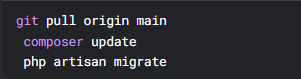 git pull origin main
composer update
php artisan migrate